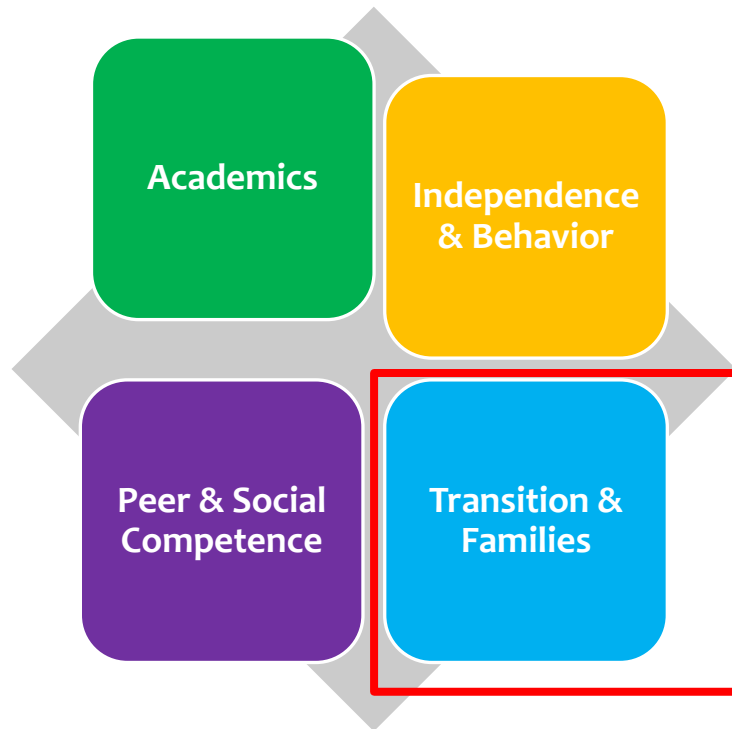 Academics
Independence
& Behavior
Peer & Social
Competence
Transition &
Families